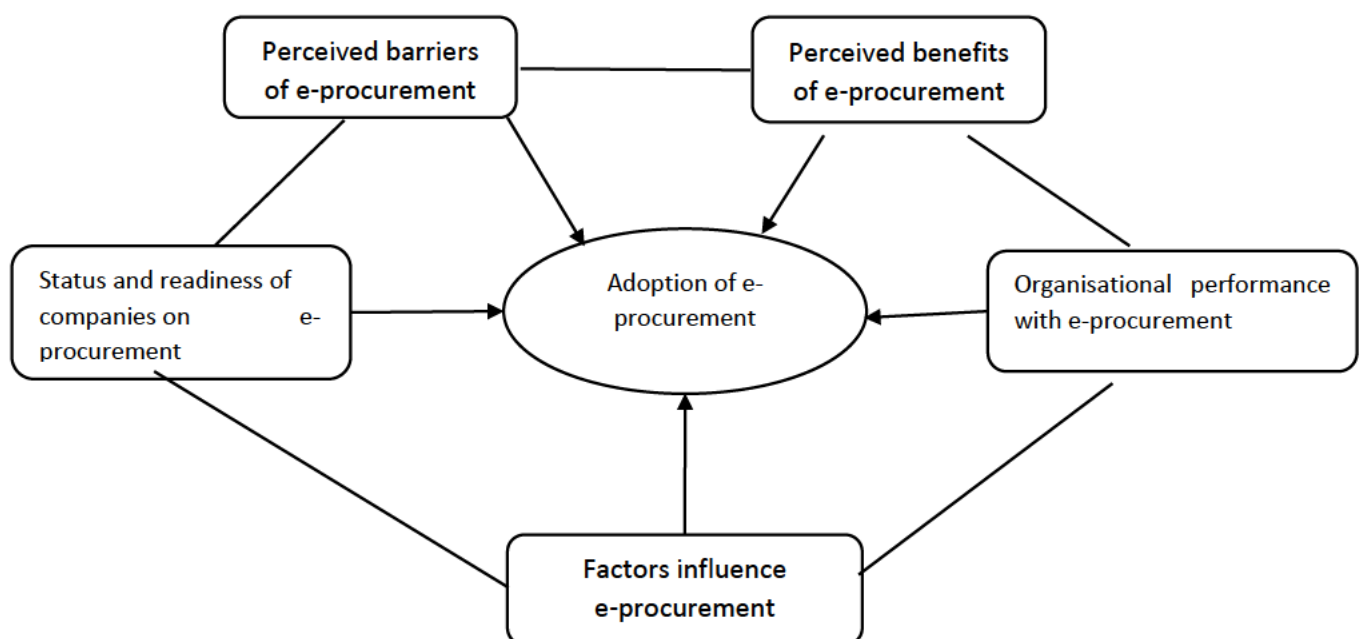 Perceived barriers
of e-procurement
Perceived benefits
of e-procurement
Status and readiness of
companies on e-
procurement
Adoption of e-
procurement
Organisational performance
with e-procurement
Factors influence
e-procurement